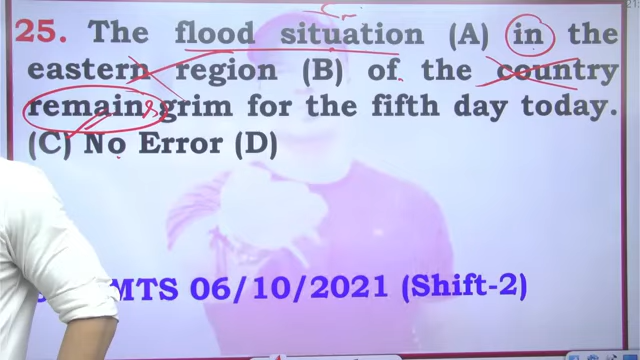 25. The flood situation (A) in the
eastern region (B) of the country
remains grim for the fifth day today.
(C) No Error (D)
MTS 06/10/2021 (Shift-2)